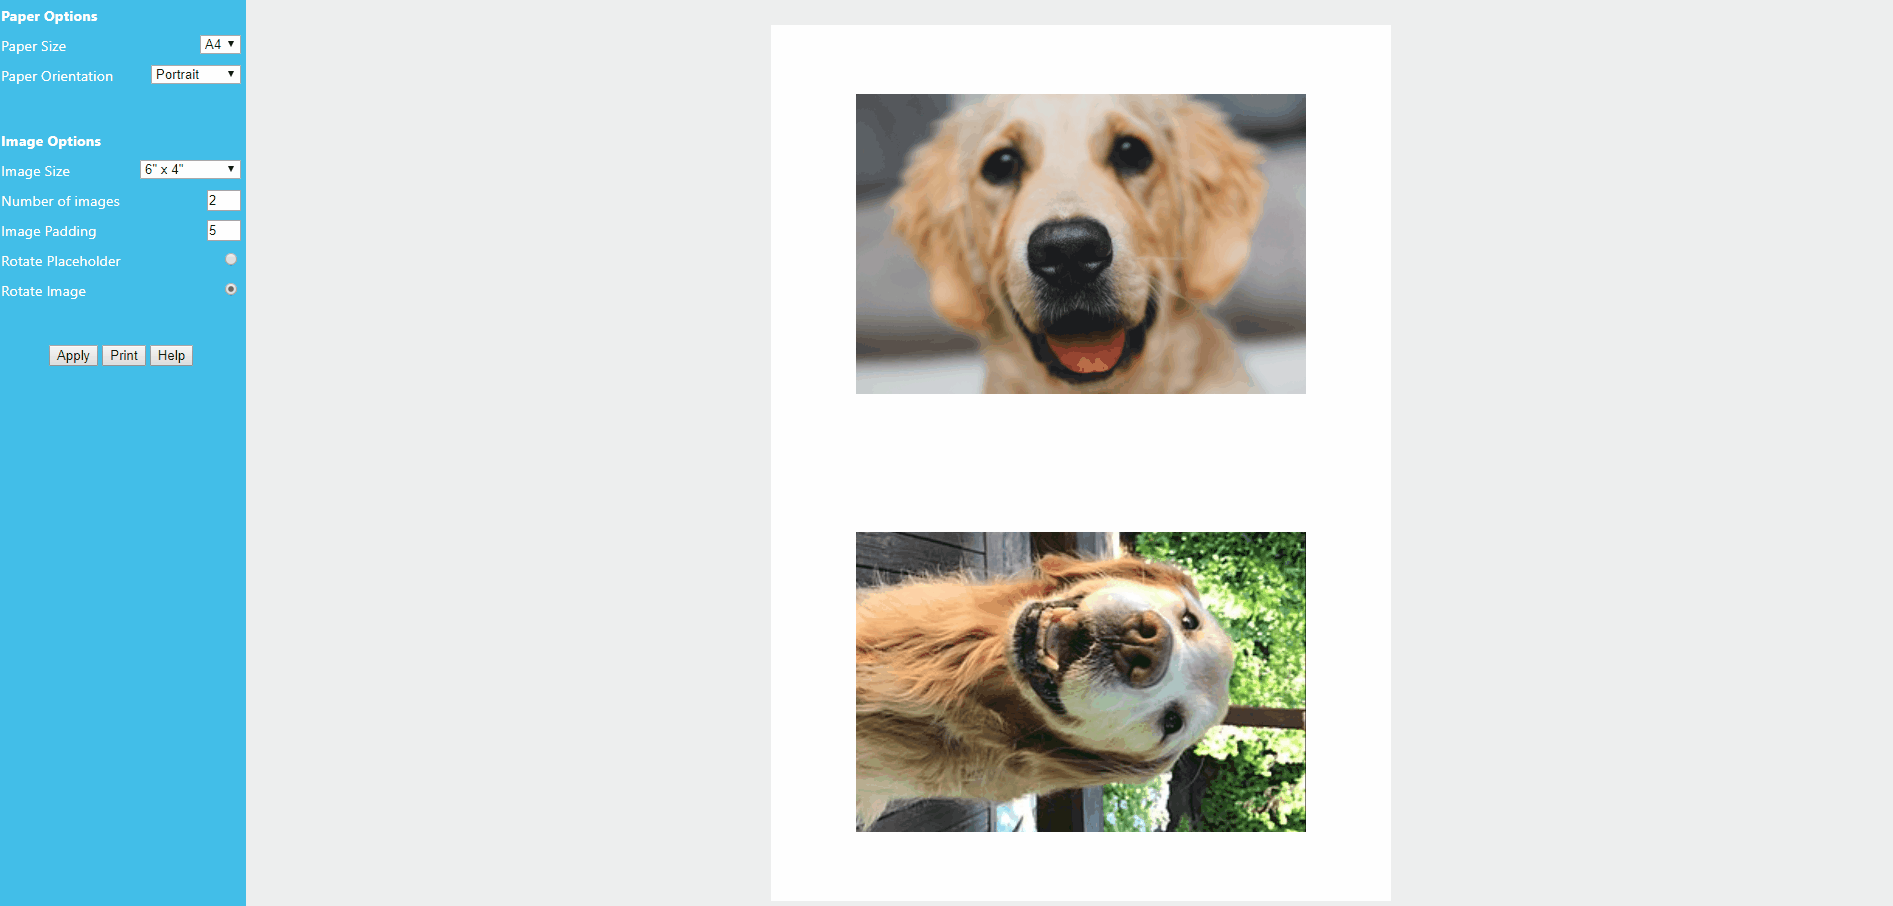 Paper Options
Paper Size A4
Paper Orientation Portrait
Image Options
Image Size 6" x 4"
Number of images 2
Image Padding 5
Rotate Placeholder
Rotate Image
Apply Print Help